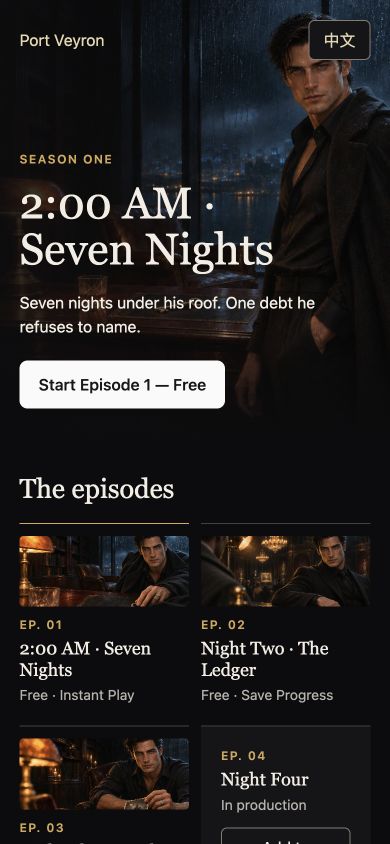 Port Veyron
中文
SEASON ONE
2:00 AM ·
Seven Nights
Seven nights under his roof. One debt he
refuses to name.
Start Episode 1 — Free
The episodes
EP. 01
2:00 AM · Seven
Nights
Free · Instant Play
EP. 02
Night Two · The
Ledger
Free · Save Progress
EP. 03
EP. 04
Night Four
In production